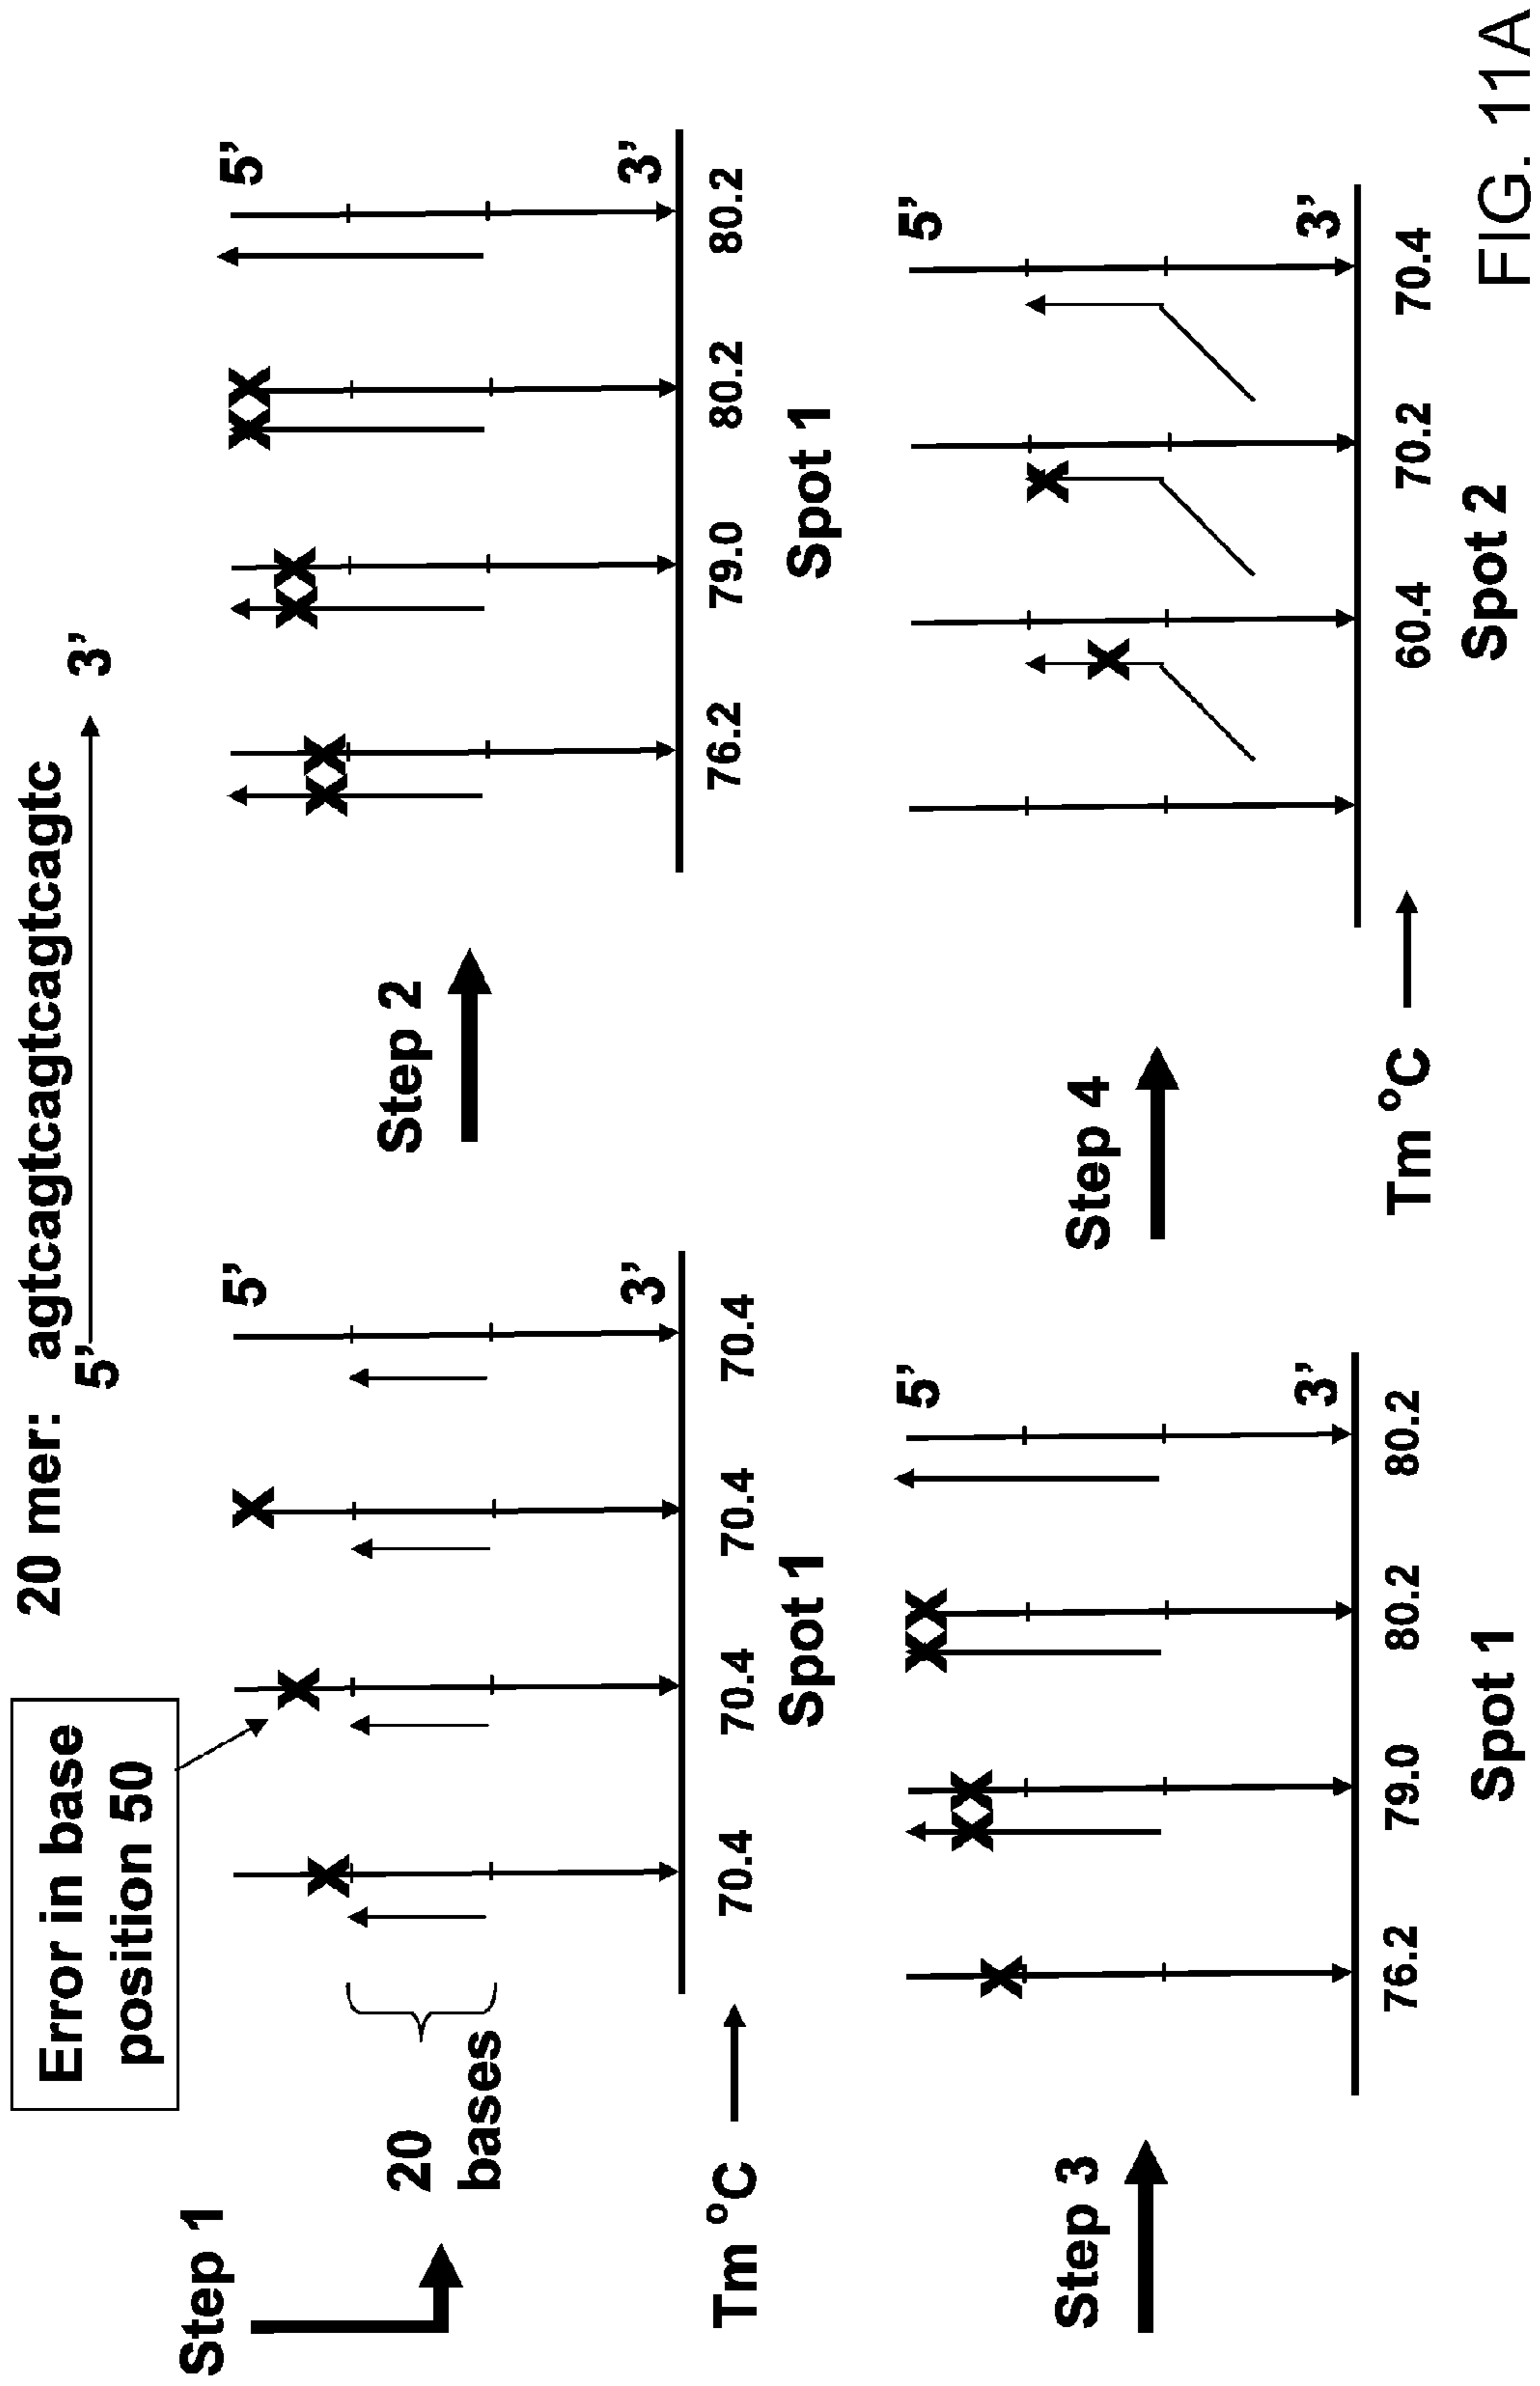 20 mer: agtcagtcagtcagtcagtc
5' 3'
Error in base
position 50
Step 1
20
bases
5'
3'
Tm °C
70.4 70.4 70.4 70.4
Spot 1
Step 2
5'
3'
76.2 79.0 80.2 80.2
Spot 1
Step 3
5'
3'
76.2 79.0 80.2 80.2
Spot 1
Step 4
5'
3'
Tm °C
60.4 70.2 70.4
Spot 2
FIG. 11A